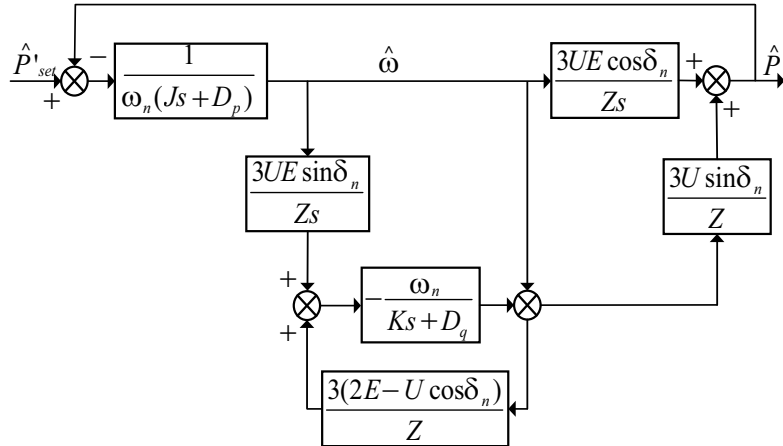 P̂'set
+
−
1
ωn(Js+Dp)
ω̂
3UE cosδn
Zs
+
+
P̂
3UE sinδn
Zs
3U sinδn
Z
+
+
−ωn
Ks+Dq
3(2E−U cosδn)
Z